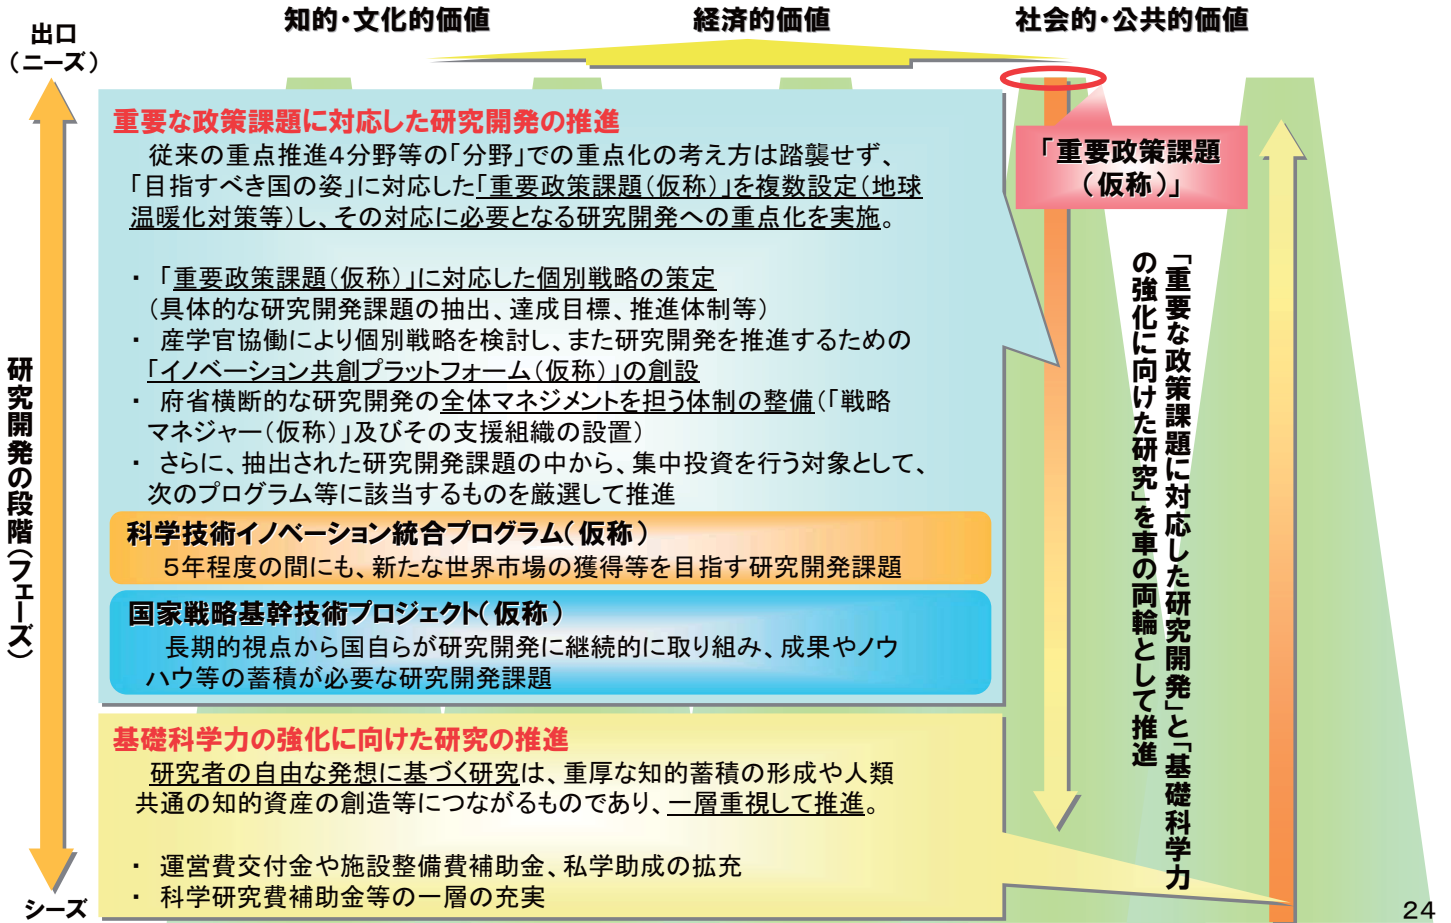 知的・文化的価値
経済的価値
社会的・公共的価値
出口
（ニーズ）
重要な政策課題に対応した研究開発の推進
従来の重点推進４分野等の「分野」での重点化の考え方は踏襲せず、
「目指すべき国の姿」に対応した「重要政策課題（仮称）」を複数設定（地球
温暖化対策等）し、その対応に必要となる研究開発への重点化を実施。
・「重要政策課題（仮称）」に対応した個別戦略の策定
（具体的な研究開発課題の抽出、達成目標、推進体制等）
・ 産学官協働により個別戦略を検討し、また研究開発を推進するための
「イノベーション共創プラットフォーム（仮称）」の創設
・ 府省横断的な研究開発の全体マネジメントを担う体制の整備（「戦略
マネジャー（仮称）」及びその支援組織の設置）
・ さらに、抽出された研究開発課題の中から、集中投資を行う対象として、
次のプログラム等に該当するものを厳選して推進
科学技術イノベーション統合プログラム（仮称）
５年程度の間にも、新たな世界市場の獲得等を目指す研究開発課題
国家戦略基幹技術プロジェクト（仮称）
長期的視点から国自らが研究開発に継続的に取り組み、成果やノウ
ハウ等の蓄積が必要な研究開発課題
基礎科学力の強化に向けた研究の推進
研究者の自由な発想に基づく研究は、重厚な知的蓄積の形成や人類
共通の知的資産の創造等につながるものであり、一層重視して推進。
・ 運営費交付金や施設整備費補助金、私学助成の拡充
・ 科学研究費補助金等の一層の充実
「重要政策課題
（仮称）」
「重要な政策課題に対応した研究開発」と「基礎科学力
の強化に向けた研究」を車の両輪として推進
研究開発の段階（フェーズ）
シーズ
24